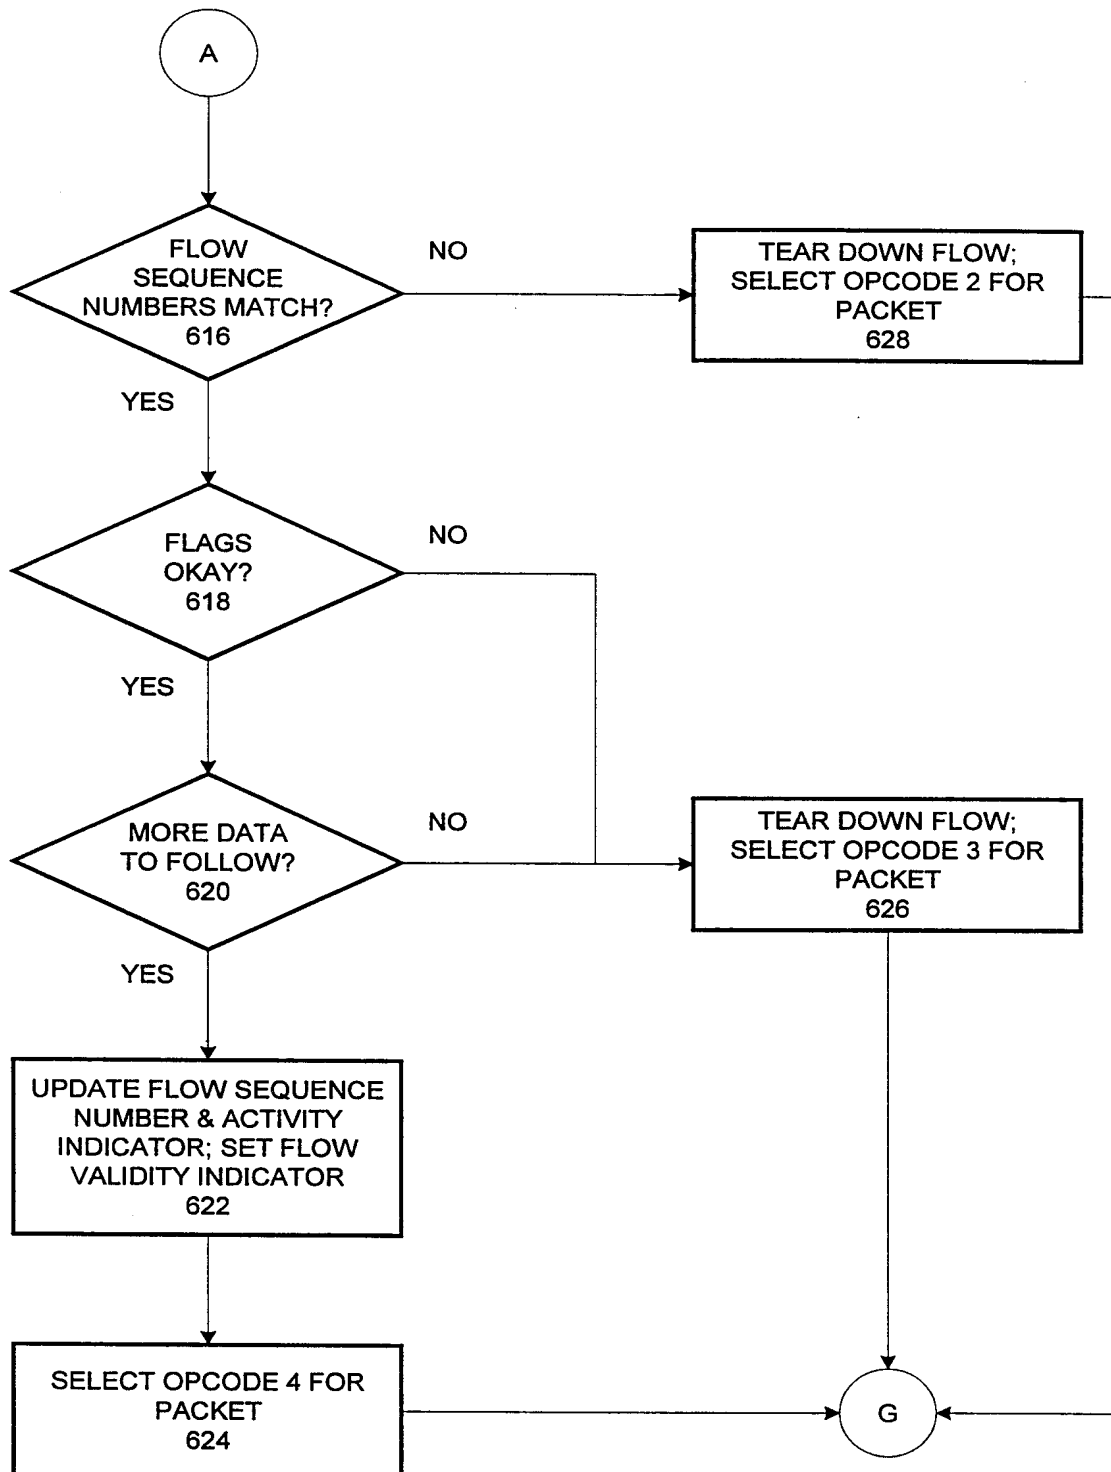 A
FLOW
SEQUENCE
NUMBERS MATCH?
616
NO
TEAR DOWN FLOW;
SELECT OPCODE 2 FOR
PACKET
628
YES
FLAGS
OKAY?
618
NO
YES
MORE DATA
TO FOLLOW?
620
NO
TEAR DOWN FLOW;
SELECT OPCODE 3 FOR
PACKET
626
YES
UPDATE FLOW SEQUENCE
NUMBER & ACTIVITY
INDICATOR; SET FLOW
VALIDITY INDICATOR
622
SELECT OPCODE 4 FOR
PACKET
624
G